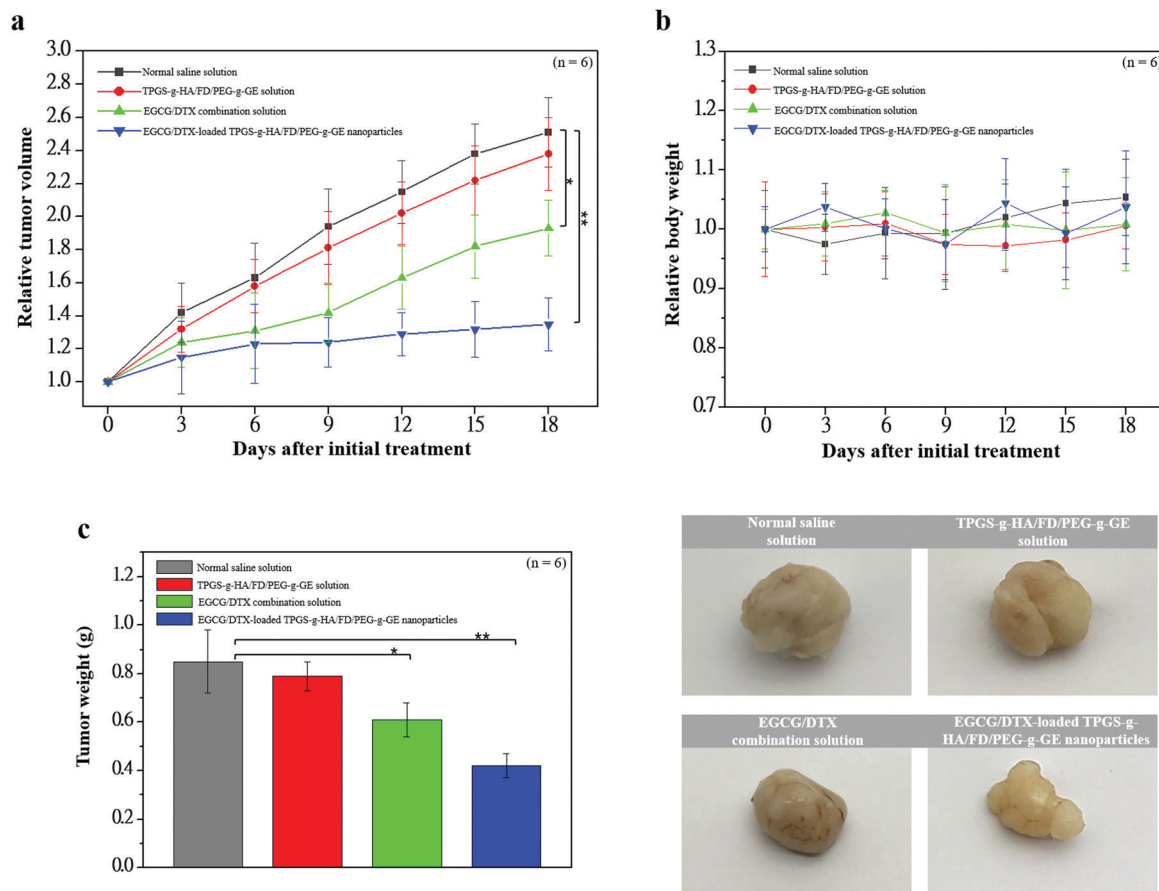 a
(n = 6)
Normal saline solution
TPGS-g-HA/FD/PEG-g-GE solution
EGCG/DTX combination solution
EGCG/DTX-loaded TPGS-g-HA/FD/PEG-g-GE nanoparticles
Relative tumor volume
3.0
2.8
2.6
2.4
2.2
2.0
1.8
1.6
1.4
1.2
1.0
*
**
0 3 6 9 12 15 18
Days after initial treatment
b
(n = 6)
Normal saline solution
TPGS-g-HA/FD/PEG-g-GE solution
EGCG/DTX combination solution
EGCG/DTX-loaded TPGS-g-HA/FD/PEG-g-GE nanoparticles
Relative body weight
1.3
1.2
1.1
1.0
0.9
0.8
0.7
0 3 6 9 12 15 18
Days after initial treatment
c
(n = 6)
Normal saline solution
TPGS-g-HA/FD/PEG-g-GE solution
EGCG/DTX combination solution
EGCG/DTX-loaded TPGS-g-HA/FD/PEG-g-GE nanoparticles
Tumor weight (g)
1.2
1.0
0.8
0.6
0.4
0.2
0.0
*
**
Normal saline
solution
TPGS-g-HA/FD/PEG-g-GE
solution
EGCG/DTX
combination solution
EGCG/DTX-loaded TPGS-g-
HA/FD/PEG-g-GE nanoparticles